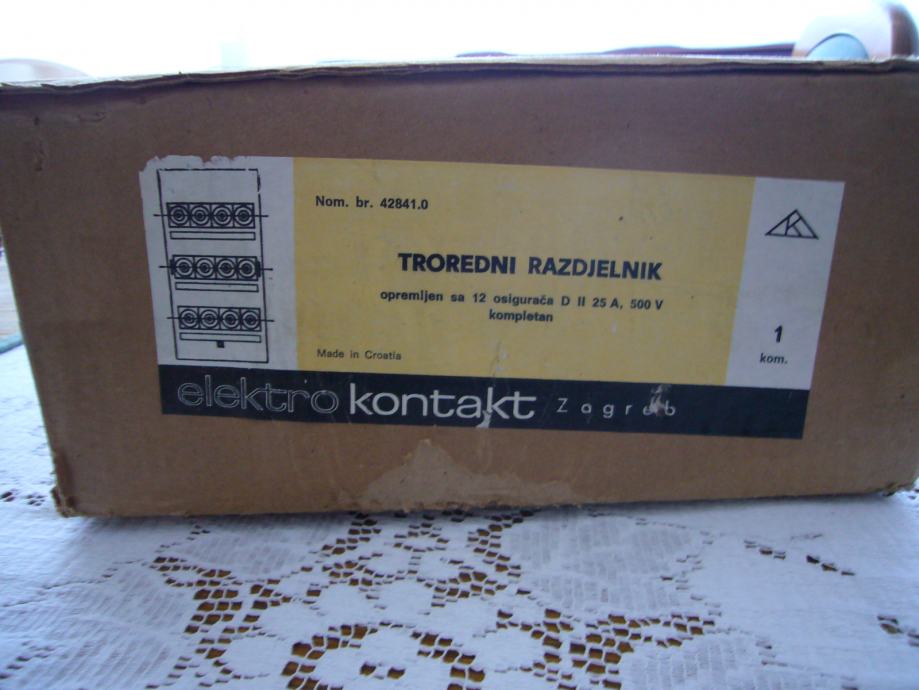 Nom. br. 42841.0
TROREDNI RAZDJELNIK
opremljen sa 12 osigurača D II 25 A, 500 V
kompletan
Made in Croatia
1
kom.
elektro kontakt Zagreb